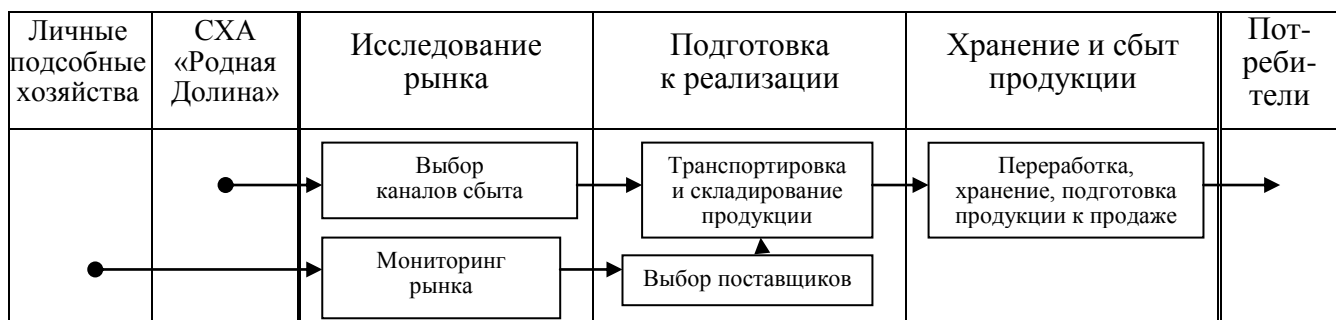 Личные
подсобные
хозяйства
СХА
«Родная
Долина»
Исследование
рынка
Подготовка
к реализации
Хранение и сбыт
продукции
Пот-
реби-
тели
Выбор
каналов сбыта
Транспортировка
и складирование
продукции
Переработка,
хранение, подготовка
продукции к продаже
Мониторинг
рынка
Выбор поставщиков